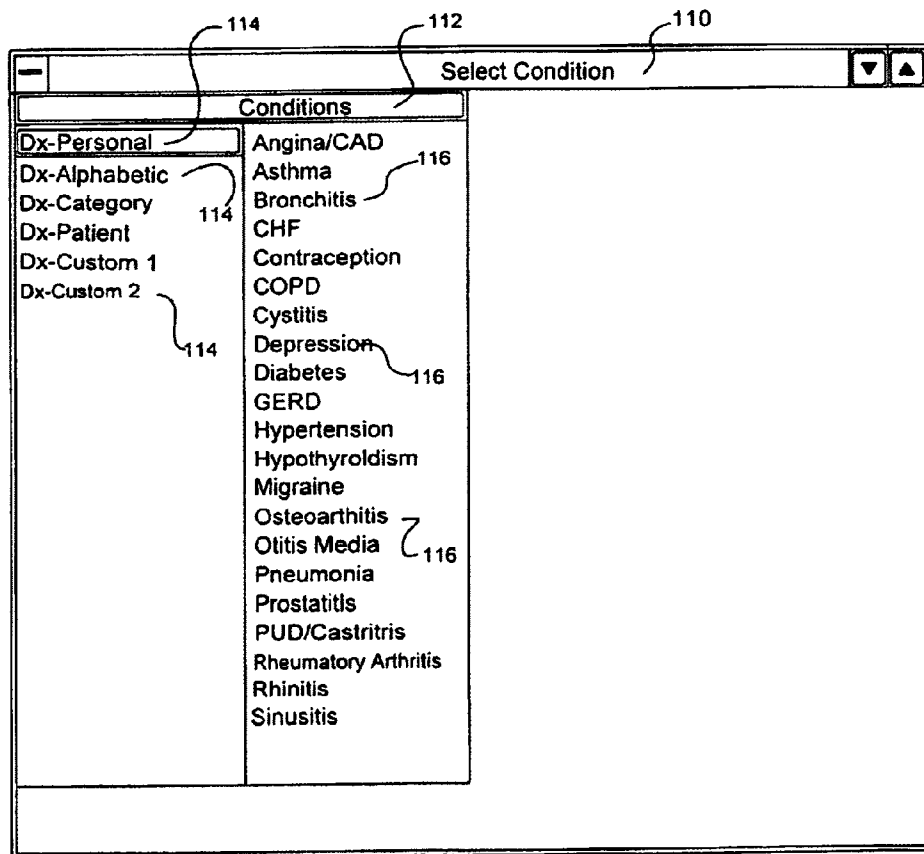 114
112
110
Select Condition
Conditions
Dx-Personal
Dx-Alphabetic
114
Dx-Category
Dx-Patient
Dx-Custom 1
Dx-Custom 2
114
Angina/CAD
Asthma
116
Bronchitis
CHF
Contraception
COPD
Cystitis
Depression
116
Diabetes
GERD
Hypertension
Hypothyroldism
Migraine
Osteoarthitis
116
Otitis Media
Pneumonia
Prostatitls
PUD/Castritris
Rheumatory Arthritis
Rhinitis
Sinusitis